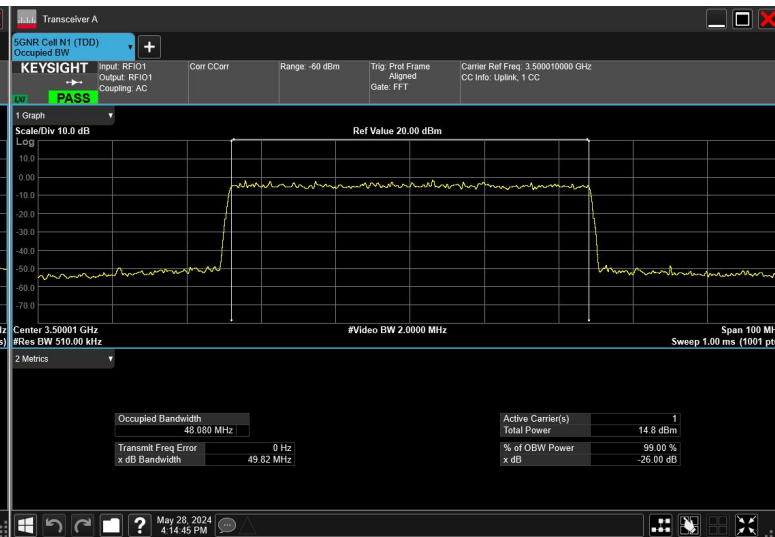 Transceiver A
5GNR Cell N1 (TDD)
Occupied BW
KEYSIGHT
LXI
PASS
Input: RFIO1
Output: RFIO1
Coupling: AC
Corr CCorr
Range: -60 dBm
Trig: Prot Frame
Aligned
Gate: FFT
Carrier Ref Freq: 3.500010000 GHz
CC Info: Uplink, 1 CC
1 Graph
Scale/Div 10.0 dB
Ref Value 20.00 dBm
Log
10.0
0.00
-10.0
-20.0
-30.0
-40.0
-50.0
-60.0
-70.0
Hz
Center 3.50001 GHz
#Video BW 2.0000 MHz
Span 100 MH
s)
#Res BW 510.00 kHz
Sweep 1.00 ms (1001 pts
2 Metrics
Occupied Bandwidth
48.080 MHz
Transmit Freq Error 0 Hz
x dB Bandwidth 49.82 MHz
Active Carrier(s) 1
Total Power 14.8 dBm
% of OBW Power 99.00 %
x dB -26.00 dB
?
May 28, 2024
4:14:45 PM